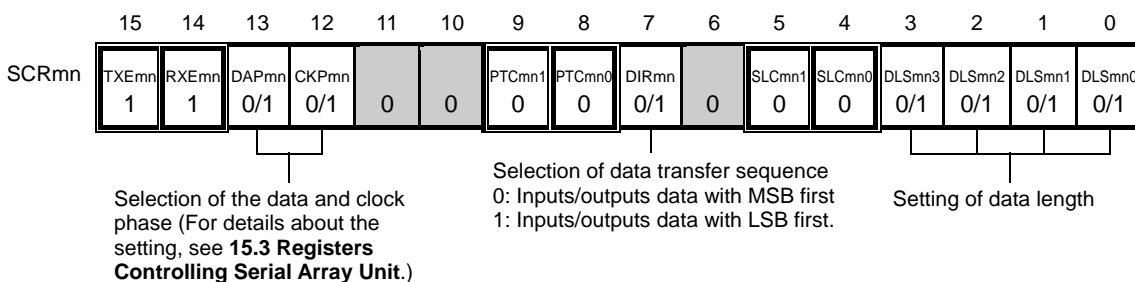 15 14 13 12 11 10 9 8 7 6 5 4 3 2 1 0
SCRmn TXEmn RXEmn DAPmn CKPmn PTCmn1 PTCmn0 DIRmn SLCmn1 SLCmn0 DLSmn3 DLSmn2 DLSmn1 DLSmn0
1 1 0/1 0/1 0 0 0 0 0/1 0 0 0 0/1 0/1 0/1 0/1
Selection of the data and clock
phase (For details about the
setting, see 15.3 Registers
Controlling Serial Array Unit.)
Selection of data transfer sequence
0: Inputs/outputs data with MSB first
1: Inputs/outputs data with LSB first.
Setting of data length